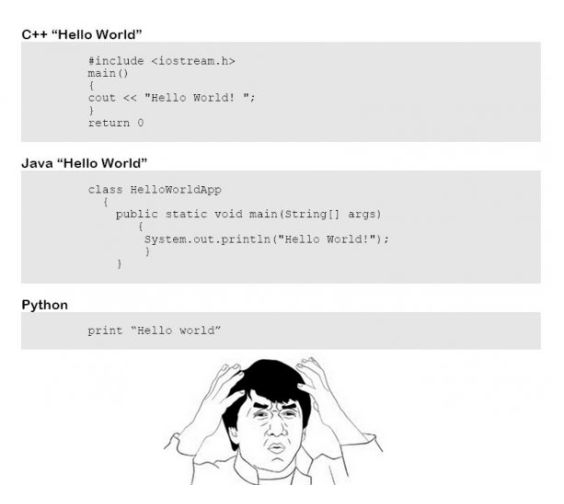 C++ “Hello World”
#include <iostream.h>
main()
{
cout << "Hello World! ";
}
return 0
Java “Hello World”
class HelloWorldApp
{
public static void main(String[] args)
{
System.out.println("Hello World!");
}
}
Python
print “Hello world”